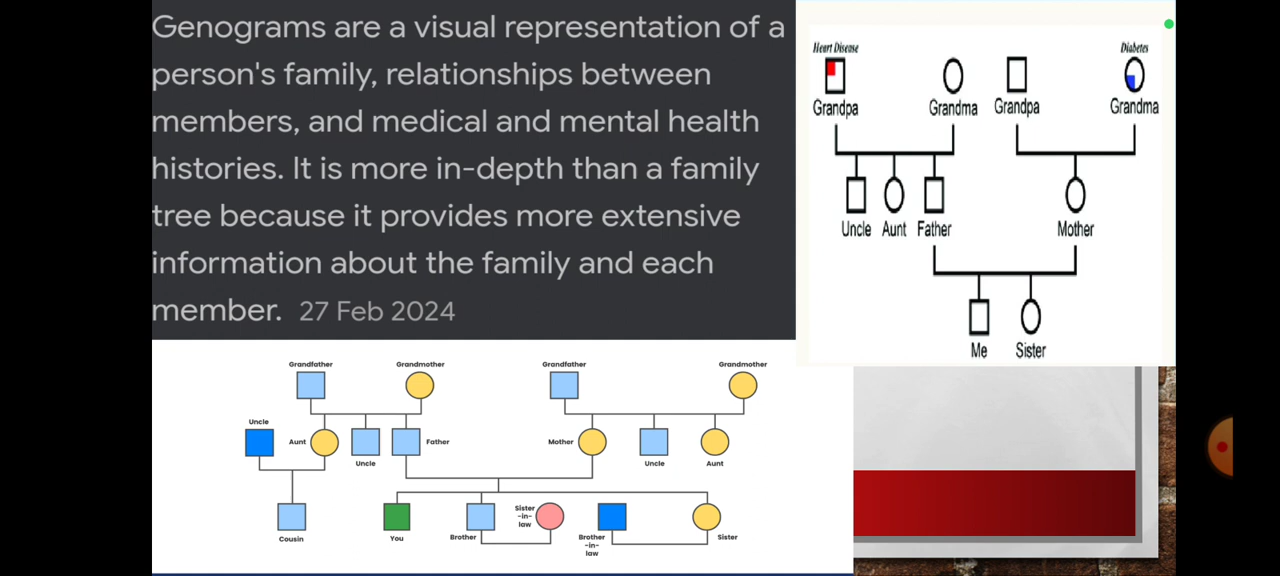 Genograms are a visual representation of a
person's family, relationships between
members, and medical and mental health
histories. It is more in-depth than a family
tree because it provides more extensive
information about the family and each
member. 27 Feb 2024
Heart Disease
Diabetes
Grandpa
Grandma
Grandpa
Grandma
Uncle
Aunt
Father
Mother
Me
Sister
Grandfather
Grandmother
Grandfather
Grandmother
Uncle
Aunt
Uncle
Father
Mother
Uncle
Aunt
Cousin
You
Brother
Sister
-in-
law
Brother
-in-
law
Sister